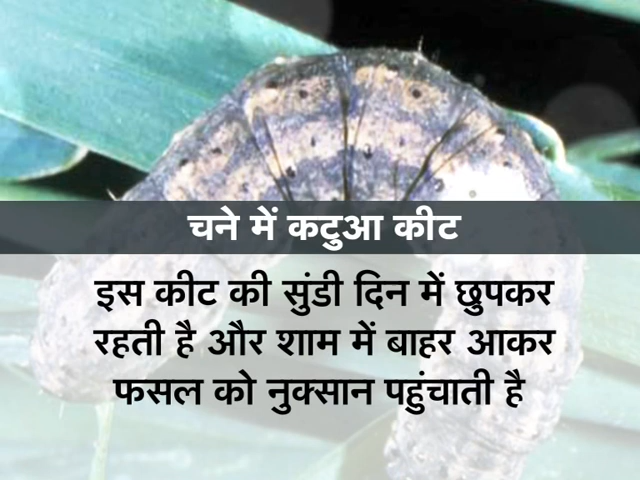 चने में कटुआ कीट
इस कीट की सुंडी दिन में छुपकर
रहती है और शाम में बाहर आकर
फसल को नुक्सान पहुंचाती है